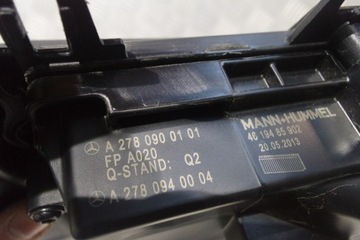 A 278 090 01 01
FP A020
Q-STAND: Q2
A 278 094 00 04
MANN+HUMMEL
46 194 85 902
20.05.2013